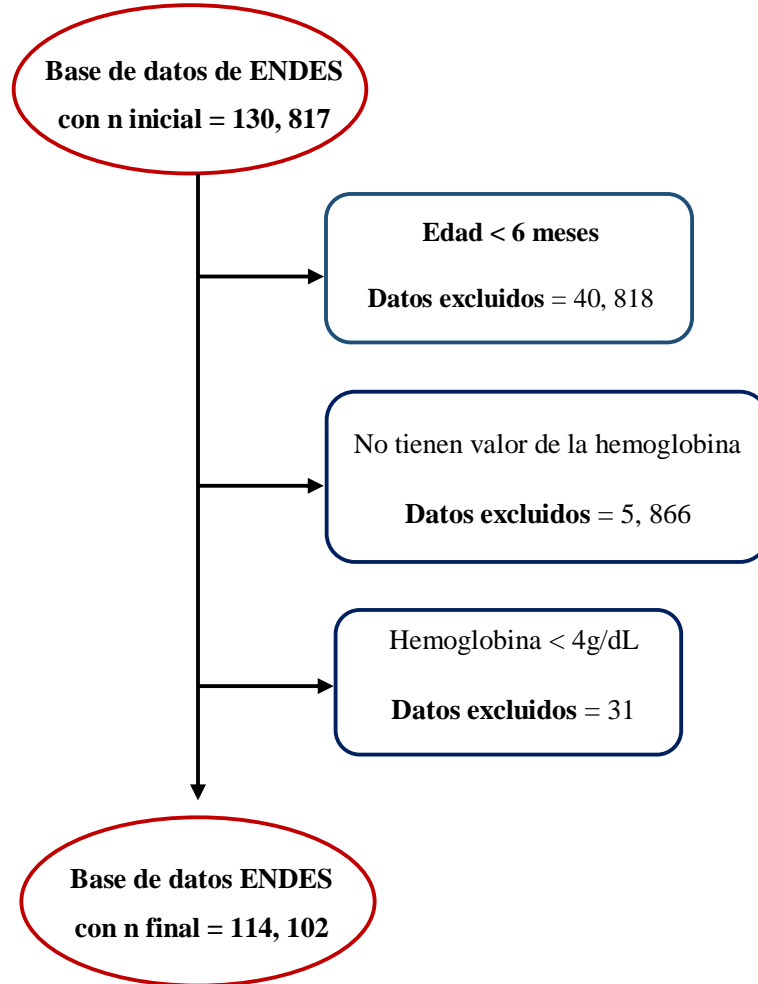 Base de datos de ENDES
con n inicial = 130, 817
Edad < 6 meses
Datos excluidos = 40, 818
No tienen valor de la hemoglobina
Datos excluidos = 5, 866
Hemoglobina < 4g/dL
Datos excluidos = 31
Base de datos ENDES
con n final = 114, 102